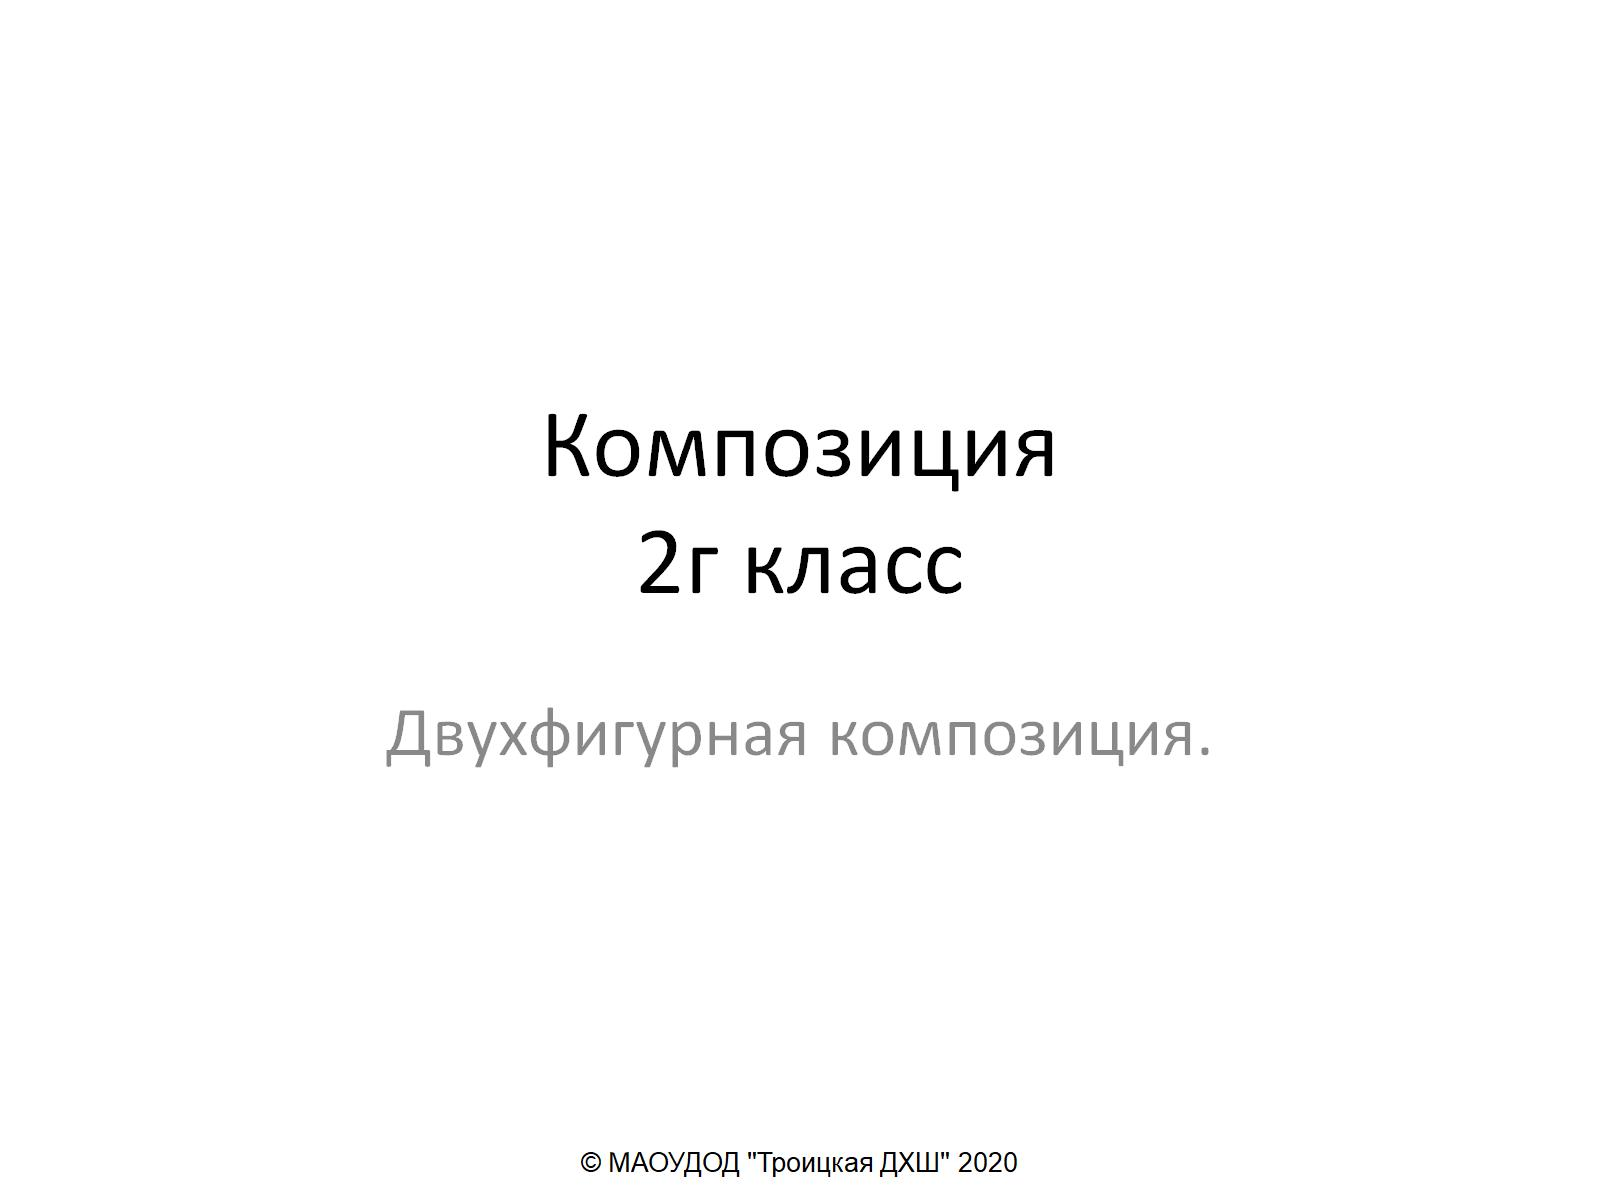 Композиция
2г класс
Двухфигурная композиция.
© МАОУДОД "Троицкая ДХШ" 2020